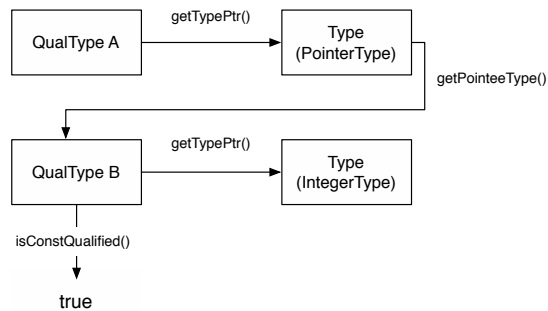 getTypePtr()
QualType A
Type
(PointerType)
getPointeeType()
getTypePtr()
QualType B
Type
(IntegerType)
isConstQualified()
true